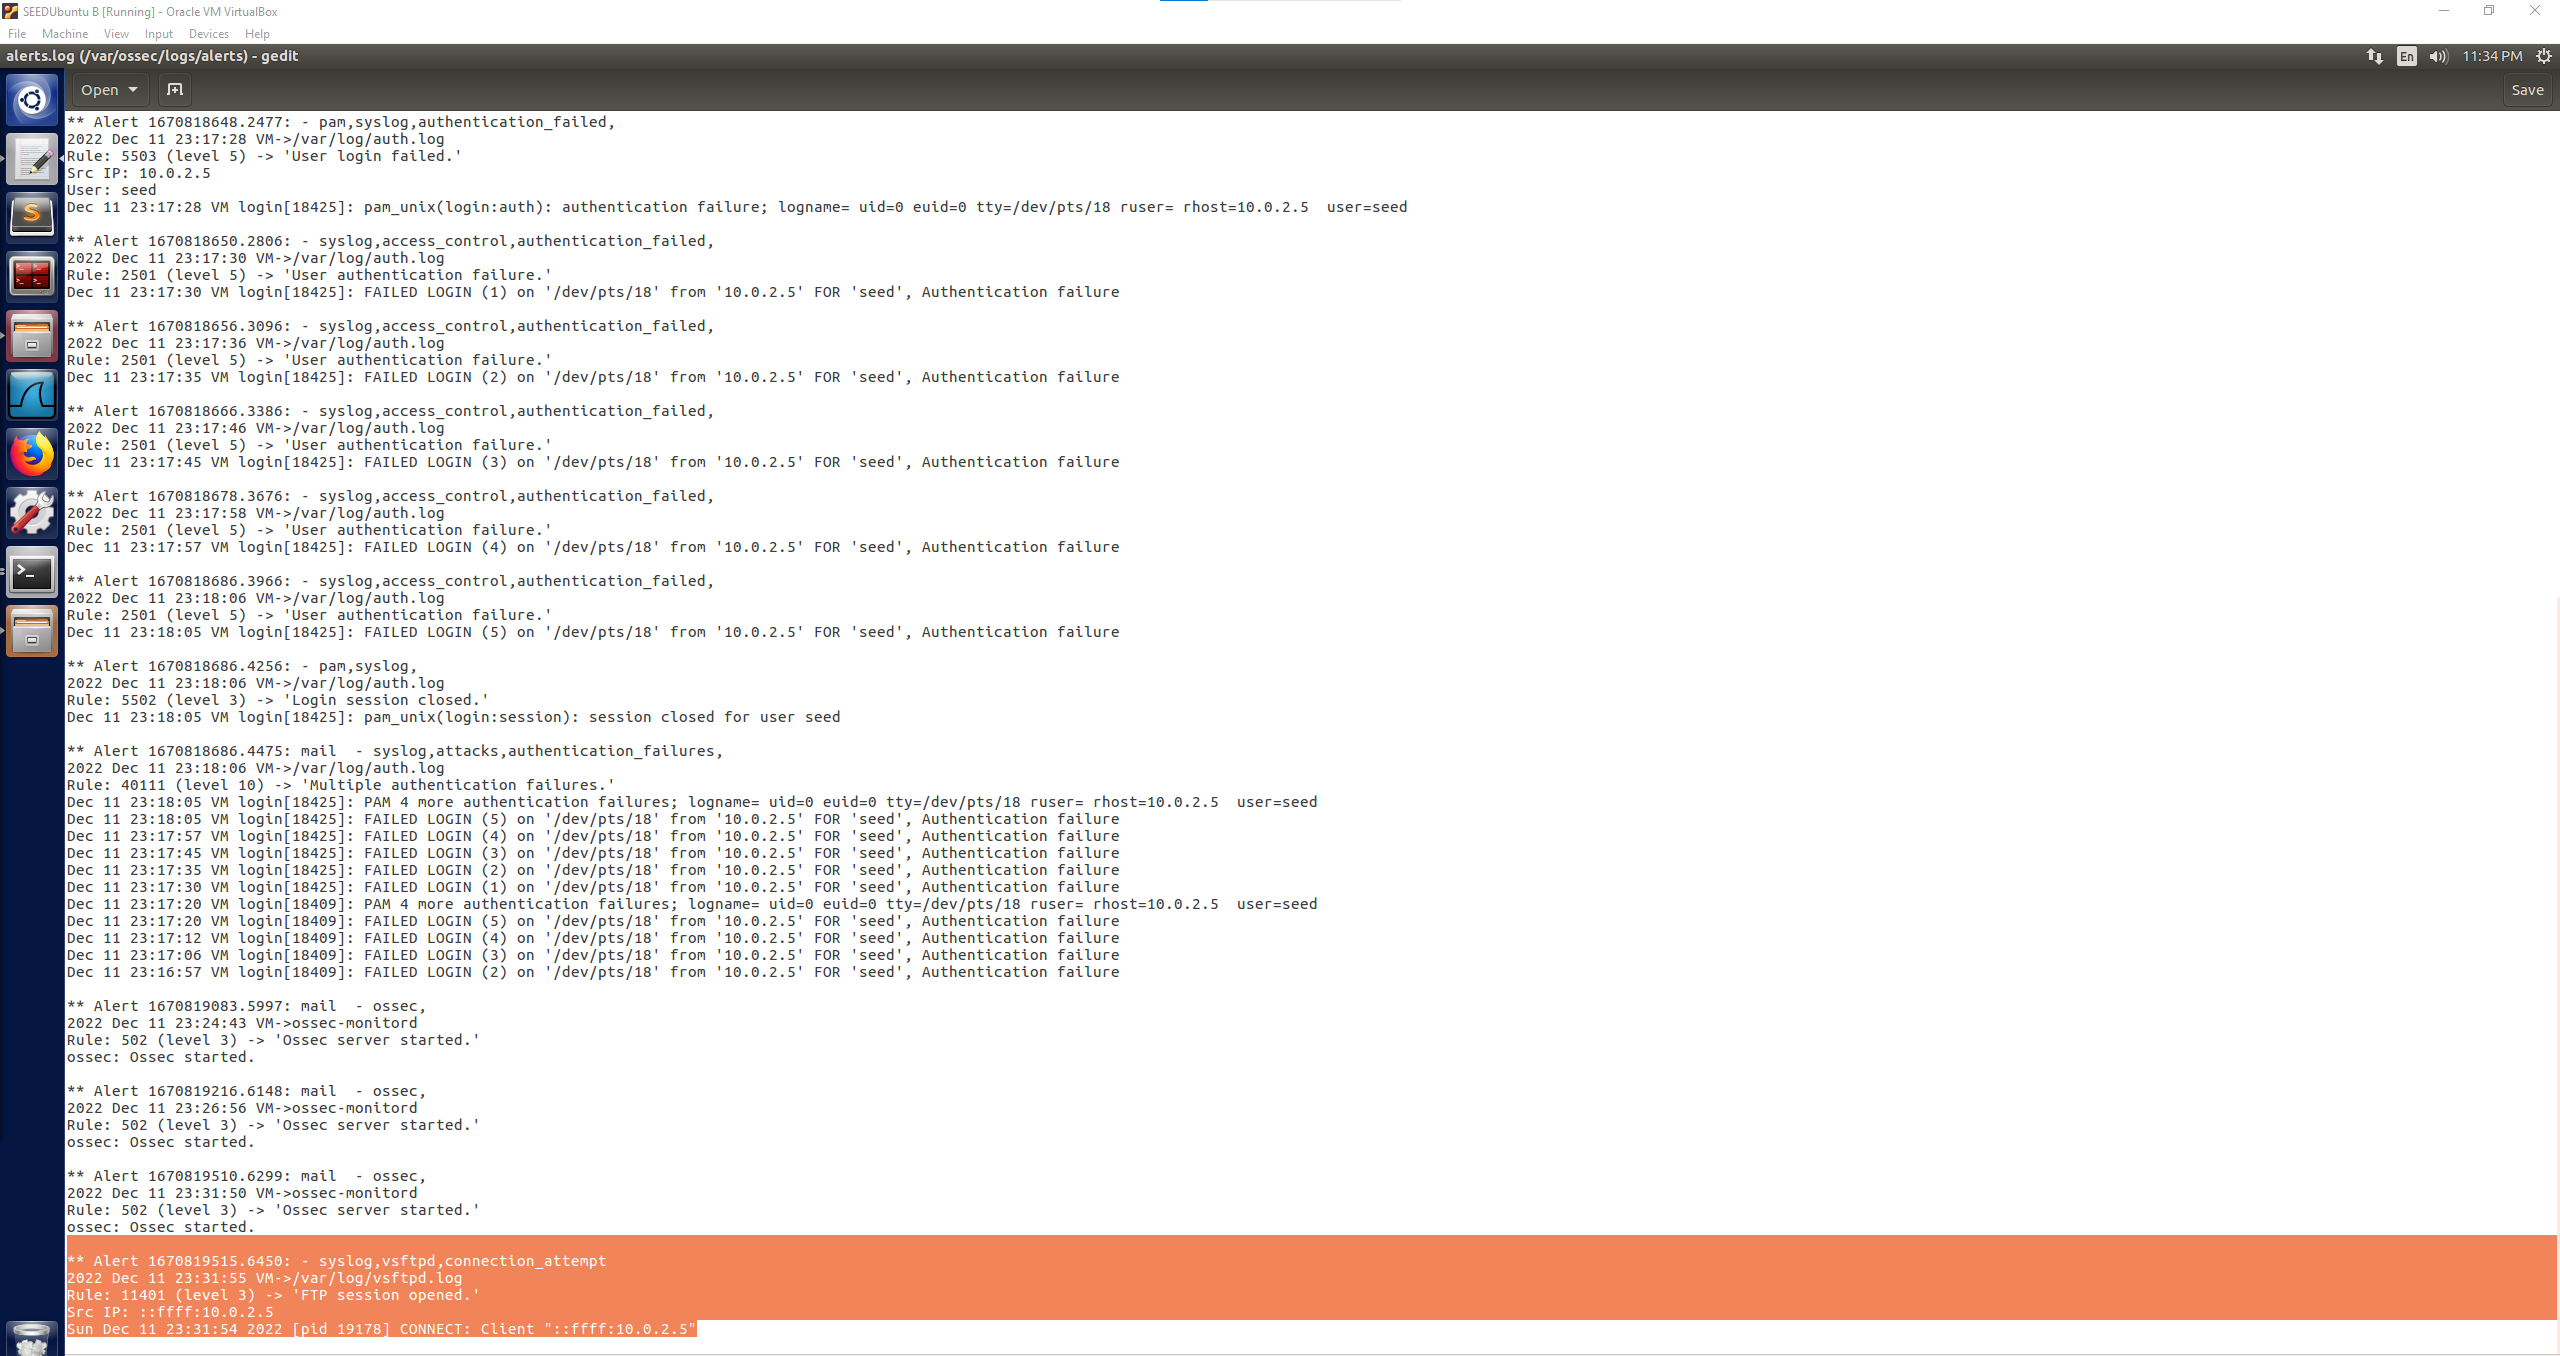 SEEDUbuntu B [Running] - Oracle VM VirtualBox
File Machine View Input Devices Help
alerts.log (/var/ossec/logs/alerts) - gedit
En
11:34 PM
Open
Save
** Alert 1670818648.2477: - pam,syslog,authentication_failed,
2022 Dec 11 23:17:28 VM->/var/log/auth.log
Rule: 5503 (level 5) -> 'User login failed.'
Src IP: 10.0.2.5
User: seed
Dec 11 23:17:28 VM login[18425]: pam_unix(login:auth): authentication failure; logname= uid=0 euid=0 tty=/dev/pts/18 ruser= rhost=10.0.2.5  user=seed
** Alert 1670818650.2806: - syslog,access_control,authentication_failed,
2022 Dec 11 23:17:30 VM->/var/log/auth.log
Rule: 2501 (level 5) -> 'User authentication failure.'
Dec 11 23:17:30 VM login[18425]: FAILED LOGIN (1) on '/dev/pts/18' from '10.0.2.5' FOR 'seed', Authentication failure
** Alert 1670818656.3096: - syslog,access_control,authentication_failed,
2022 Dec 11 23:17:36 VM->/var/log/auth.log
Rule: 2501 (level 5) -> 'User authentication failure.'
Dec 11 23:17:35 VM login[18425]: FAILED LOGIN (2) on '/dev/pts/18' from '10.0.2.5' FOR 'seed', Authentication failure
** Alert 1670818666.3386: - syslog,access_control,authentication_failed,
2022 Dec 11 23:17:46 VM->/var/log/auth.log
Rule: 2501 (level 5) -> 'User authentication failure.'
Dec 11 23:17:45 VM login[18425]: FAILED LOGIN (3) on '/dev/pts/18' from '10.0.2.5' FOR 'seed', Authentication failure
** Alert 1670818678.3676: - syslog,access_control,authentication_failed,
2022 Dec 11 23:17:58 VM->/var/log/auth.log
Rule: 2501 (level 5) -> 'User authentication failure.'
Dec 11 23:17:57 VM login[18425]: FAILED LOGIN (4) on '/dev/pts/18' from '10.0.2.5' FOR 'seed', Authentication failure
** Alert 1670818686.3966: - syslog,access_control,authentication_failed,
2022 Dec 11 23:18:06 VM->/var/log/auth.log
Rule: 2501 (level 5) -> 'User authentication failure.'
Dec 11 23:18:05 VM login[18425]: FAILED LOGIN (5) on '/dev/pts/18' from '10.0.2.5' FOR 'seed', Authentication failure
** Alert 1670818686.4256: - pam,syslog,
2022 Dec 11 23:18:06 VM->/var/log/auth.log
Rule: 5502 (level 3) -> 'Login session closed.'
Dec 11 23:18:05 VM login[18425]: pam_unix(login:session): session closed for user seed
** Alert 1670818686.4475: mail  - syslog,attacks,authentication_failures,
2022 Dec 11 23:18:06 VM->/var/log/auth.log
Rule: 40111 (level 10) -> 'Multiple authentication failures.'
Dec 11 23:18:05 VM login[18425]: PAM 4 more authentication failures; logname= uid=0 euid=0 tty=/dev/pts/18 ruser= rhost=10.0.2.5  user=seed
Dec 11 23:18:05 VM login[18425]: FAILED LOGIN (5) on '/dev/pts/18' from '10.0.2.5' FOR 'seed', Authentication failure
Dec 11 23:17:57 VM login[18425]: FAILED LOGIN (4) on '/dev/pts/18' from '10.0.2.5' FOR 'seed', Authentication failure
Dec 11 23:17:45 VM login[18425]: FAILED LOGIN (3) on '/dev/pts/18' from '10.0.2.5' FOR 'seed', Authentication failure
Dec 11 23:17:35 VM login[18425]: FAILED LOGIN (2) on '/dev/pts/18' from '10.0.2.5' FOR 'seed', Authentication failure
Dec 11 23:17:30 VM login[18425]: FAILED LOGIN (1) on '/dev/pts/18' from '10.0.2.5' FOR 'seed', Authentication failure
Dec 11 23:17:20 VM login[18409]: PAM 4 more authentication failures; logname= uid=0 euid=0 tty=/dev/pts/18 ruser= rhost=10.0.2.5  user=seed
Dec 11 23:17:20 VM login[18409]: FAILED LOGIN (5) on '/dev/pts/18' from '10.0.2.5' FOR 'seed', Authentication failure
Dec 11 23:17:12 VM login[18409]: FAILED LOGIN (4) on '/dev/pts/18' from '10.0.2.5' FOR 'seed', Authentication failure
Dec 11 23:17:06 VM login[18409]: FAILED LOGIN (3) on '/dev/pts/18' from '10.0.2.5' FOR 'seed', Authentication failure
Dec 11 23:16:57 VM login[18409]: FAILED LOGIN (2) on '/dev/pts/18' from '10.0.2.5' FOR 'seed', Authentication failure
** Alert 1670819083.5997: mail  - ossec,
2022 Dec 11 23:24:43 VM->ossec-monitord
Rule: 502 (level 3) -> 'Ossec server started.'
ossec: Ossec started.
** Alert 1670819216.6148: mail  - ossec,
2022 Dec 11 23:26:56 VM->ossec-monitord
Rule: 502 (level 3) -> 'Ossec server started.'
ossec: Ossec started.
** Alert 1670819510.6299: mail  - ossec,
2022 Dec 11 23:31:50 VM->ossec-monitord
Rule: 502 (level 3) -> 'Ossec server started.'
ossec: Ossec started.
** Alert 1670819515.6450: - syslog,vsftpd,connection_attempt
2022 Dec 11 23:31:55 VM->/var/log/vsftpd.log
Rule: 11401 (level 3) -> 'FTP session opened.'
Src IP: ::ffff:10.0.2.5
Sun Dec 11 23:31:54 2022 [pid 19178] CONNECT: Client "::ffff:10.0.2.5"